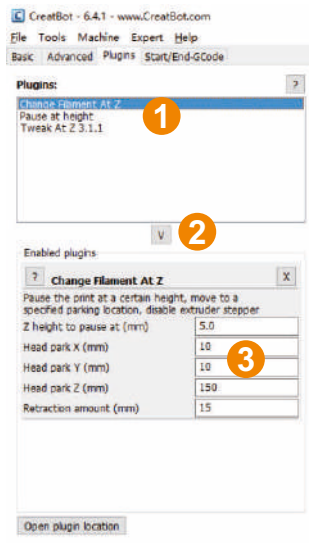 CreatBot - 6.4.1 - www.CreatBot.com
File Tools Machine Expert Help
Basic Advanced Plugins Start/End-GCode
Plugins:
?
Change Filament At Z
Pause at height
Tweak At Z 3.1.1
1
V
2
Enabled plugins
? Change Filament At Z X
Pause the print at a certain height, move to a
specified parking location, disable extruder stepper
Z height to pause at (mm) 5.0
Head park X (mm) 10
Head park Y (mm) 10
3
Head park Z (mm) 150
Retraction amount (mm) 15
Open plugin location